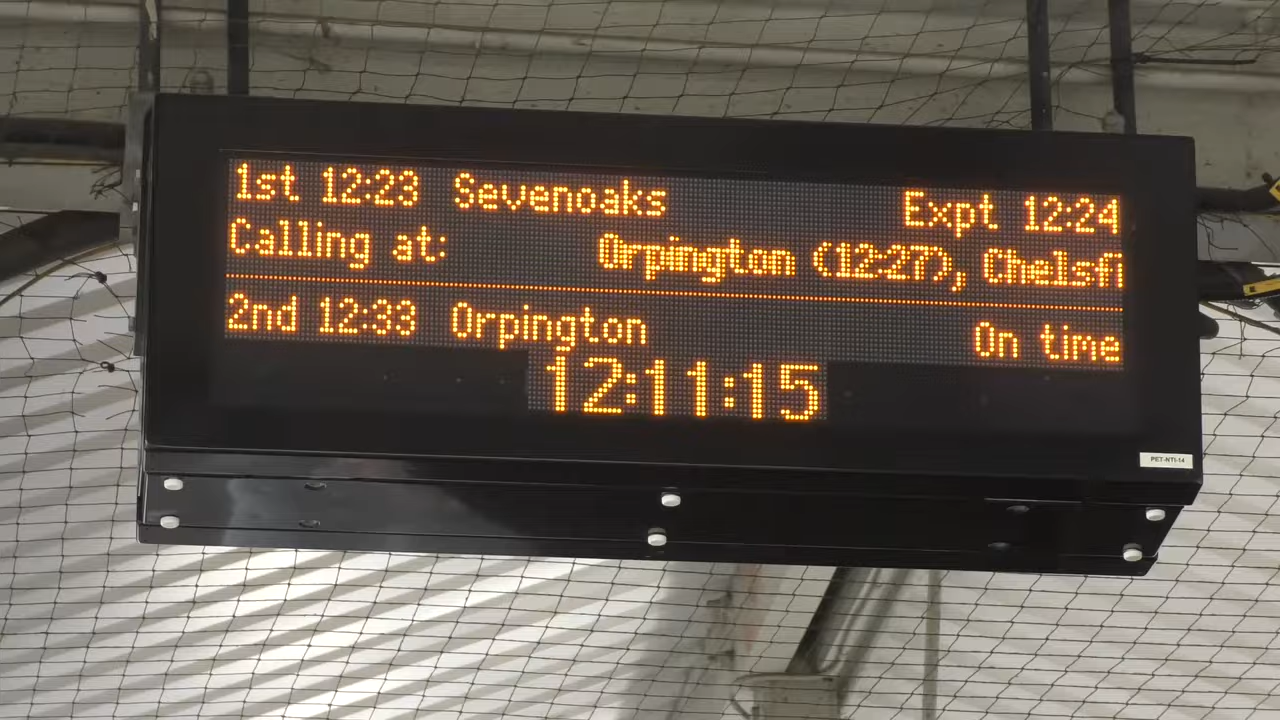 1st 12:23 Sevenoaks Expt 12:24
Calling at: Orpington (12:27), Chelsfi
2nd 12:33 Orpington On time
12:11:15
PET-NTI-14